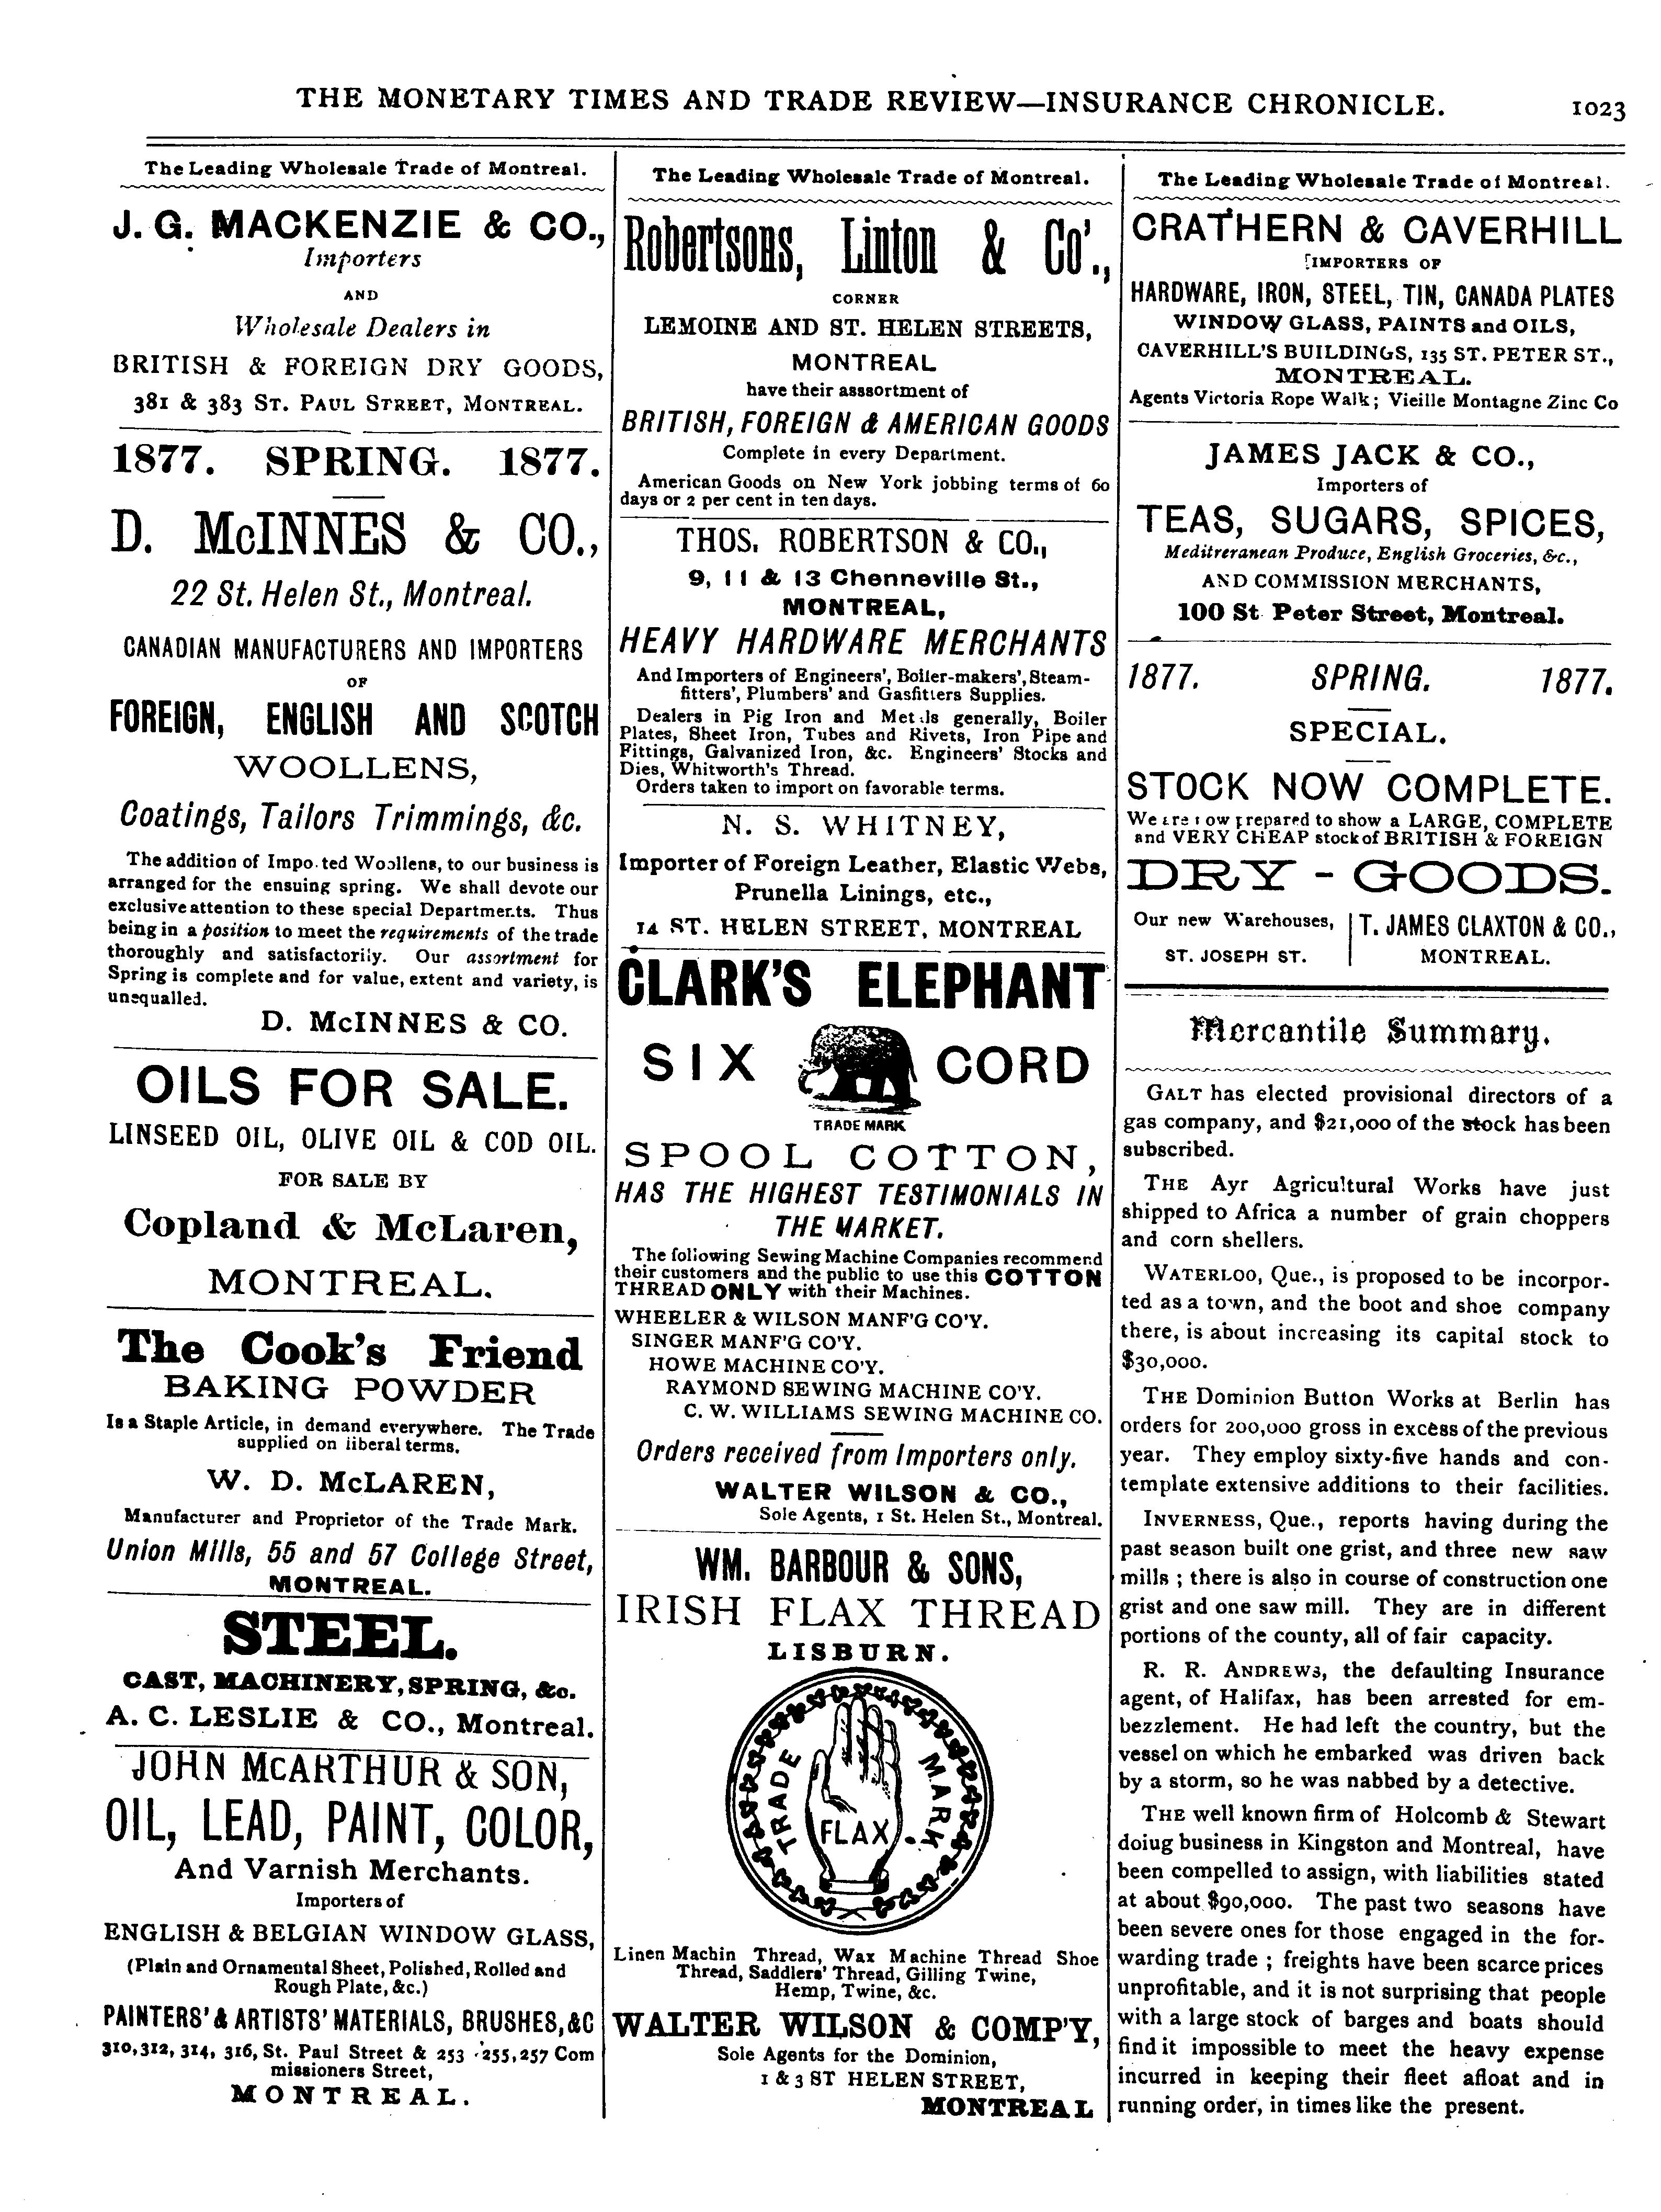 THE MONETARY TIMES AND TRADE REVIEW—INSURANCE CHRONICLE. 1023
The Leading Wholesale Trade of Montreal.
J. G. MACKENZIE & CO.,
Importers
AND
Wholesale Dealers in
BRITISH & FOREIGN DRY GOODS,
381 & 383 ST. PAUL STREET, MONTREAL.
1877. SPRING. 1877.
D. McINNES & CO.,
22 St. Helen St., Montreal.
CANADIAN MANUFACTURERS AND IMPORTERS
OF
FOREIGN, ENGLISH AND SCOTCH
WOOLLENS,
Coatings, Tailors Trimmings, &c.
The addition of Impo.ted Woollens, to our business is
arranged for the ensuing spring. We shall devote our
exclusive attention to these special Departments. Thus
being in a position to meet the requirements of the trade
thoroughly and satisfactorily. Our assortment for
Spring is complete and for value, extent and variety, is
unequalled.
D. McINNES & CO.
OILS FOR SALE.
LINSEED OIL, OLIVE OIL & COD OIL.
FOR SALE BY
Copland & McLaren,
MONTREAL.
The Cook's Friend
BAKING POWDER
Is a Staple Article, in demand everywhere. The Trade
supplied on liberal terms.
W. D. McLAREN,
Manufacturer and Proprietor of the Trade Mark.
Union Mills, 55 and 57 College Street,
MONTREAL.
STEEL.
CAST, MACHINERY, SPRING, &c.
A. C. LESLIE & CO., Montreal.
JOHN McARTHUR & SON,
OIL, LEAD, PAINT, COLOR,
And Varnish Merchants.
Importers of
ENGLISH & BELGIAN WINDOW GLASS,
(Plain and Ornamental Sheet, Polished, Rolled and
Rough Plate, &c.)
PAINTERS' & ARTISTS' MATERIALS, BRUSHES, &C
310, 312, 314, 316, St. Paul Street & 253 255, 257 Com
missioners Street,
MONTREAL.
The Leading Wholesale Trade of Montreal.
Robertsons, Linton & Co'.,
CORNER
LEMOINE AND ST. HELEN STREETS,
MONTREAL
have their asssortment of
BRITISH, FOREIGN & AMERICAN GOODS
Complete in every Department.
American Goods on New York jobbing terms of 60
days or 2 per cent in ten days.
THOS. ROBERTSON & CO.,
9, 11 & 13 Chenneville St.,
MONTREAL,
HEAVY HARDWARE MERCHANTS
And Importers of Engineers', Boiler-makers', Steam-
fitters', Plumbers' and Gasfitters Supplies.
Dealers in Pig Iron and Metals generally, Boiler
Plates, Sheet Iron, Tubes and Rivets, Iron Pipe and
Fittings, Galvanized Iron, &c. Engineers' Stocks and
Dies, Whitworth's Thread.
Orders taken to import on favorable terms.
N. S. WHITNEY,
Importer of Foreign Leather, Elastic Webs,
Prunella Linings, etc.,
14 ST. HELEN STREET, MONTREAL
CLARK'S ELEPHANT
SIX CORD
TRADE MARK
SPOOL COTTON,
HAS THE HIGHEST TESTIMONIALS IN
THE MARKET.
The following Sewing Machine Companies recommend
their customers and the public to use this COTTON
THREAD ONLY with their Machines.
WHEELER & WILSON MANF'G CO'Y.
SINGER MANF'G CO'Y.
HOWE MACHINE CO'Y.
RAYMOND SEWING MACHINE CO'Y.
C. W. WILLIAMS SEWING MACHINE CO.
Orders received from Importers only.
WALTER WILSON & CO.,
Sole Agents, 1 St. Helen St., Montreal.
WM. BARBOUR & SONS,
IRISH FLAX THREAD
LISBURN.
TRADE MARK
FLAX
Linen Machin Thread, Wax Machine Thread Shoe
Thread, Saddlers' Thread, Gilling Twine,
Hemp, Twine, &c.
WALTER WILSON & COMP'Y,
Sole Agents for the Dominion,
1 & 3 ST HELEN STREET,
MONTREAL
The Leading Wholesale Trade of Montreal.
CRATHERN & CAVERHILL
IMPORTERS OF
HARDWARE, IRON, STEEL, TIN, CANADA PLATES
WINDOW GLASS, PAINTS and OILS,
CAVERHILL'S BUILDINGS, 135 ST. PETER ST.,
MONTREAL.
Agents Victoria Rope Walk; Vieille Montagne Zinc Co
JAMES JACK & CO.,
Importers of
TEAS, SUGARS, SPICES,
Meditreranean Produce, English Groceries, &c.,
AND COMMISSION MERCHANTS,
100 St Peter Street, Montreal.
1877. SPRING. 1877.
SPECIAL.
STOCK NOW COMPLETE.
We are now prepared to show a LARGE, COMPLETE
and VERY CHEAP stock of BRITISH & FOREIGN
DRY-GOODS.
Our new Warehouses, T. JAMES CLAXTON & CO.,
ST. JOSEPH ST. MONTREAL.
Mercantile Summary.
GALT has elected provisional directors of a
gas company, and $21,000 of the stock has been
subscribed.
THE Ayr Agricultural Works have just
shipped to Africa a number of grain choppers
and corn shellers.
WATERLOO, Que., is proposed to be incorpor-
ted as a town, and the boot and shoe company
there, is about increasing its capital stock to
$30,000.
THE Dominion Button Works at Berlin has
orders for 200,000 gross in excess of the previous
year. They employ sixty-five hands and con-
template extensive additions to their facilities.
INVERNESS, Que., reports having during the
past season built one grist, and three new saw
mills ; there is also in course of construction one
grist and one saw mill. They are in different
portions of the county, all of fair capacity.
R. R. ANDREWS, the defaulting Insurance
agent, of Halifax, has been arrested for em-
bezzlement. He had left the country, but the
vessel on which he embarked was driven back
by a storm, so he was nabbed by a detective.
THE well known firm of Holcomb & Stewart
doiug business in Kingston and Montreal, have
been compelled to assign, with liabilities stated
at about $90,000. The past two seasons have
been severe ones for those engaged in the for-
warding trade ; freights have been scarce prices
unprofitable, and it is not surprising that people
with a large stock of barges and boats should
find it impossible to meet the heavy expense
incurred in keeping their fleet afloat and in
running order, in times like the present.